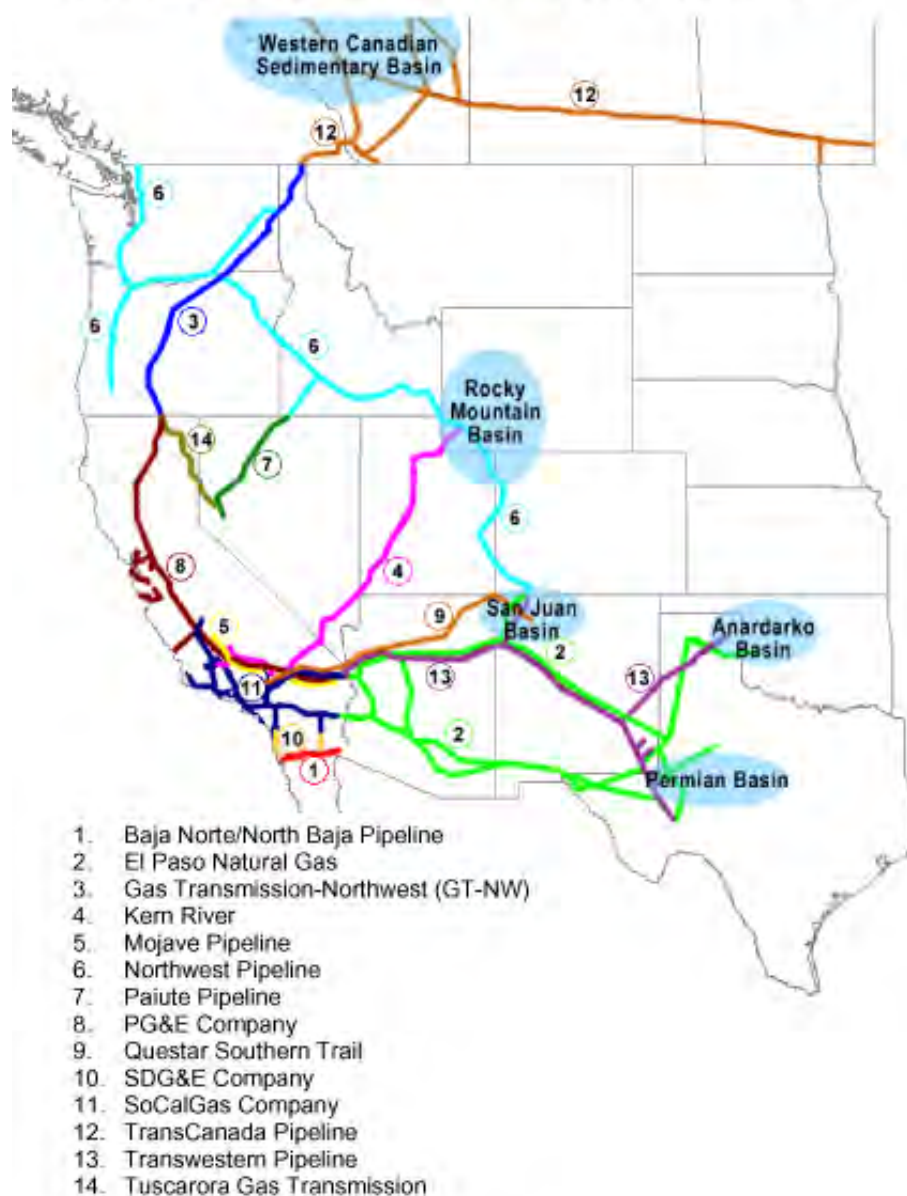 Western Canadian
Sedimentary Basin
12
12
6
6
3
6
Rocky
Mountain
Basin
14
7
6
8
4
5
9
San Juan
Basin
Anardarko
Basin
2
13
13
11
10
2
1
Permian Basin
1. Baja Norte/North Baja Pipeline
2. El Paso Natural Gas
3. Gas Transmission-Northwest (GT-NW)
4. Kern River
5. Mojave Pipeline
6. Northwest Pipeline
7. Paiute Pipeline
8. PG&E Company
9. Questar Southern Trail
10. SDG&E Company
11. SoCalGas Company
12. TransCanada Pipeline
13. Transwestern Pipeline
14. Tuscarora Gas Transmission